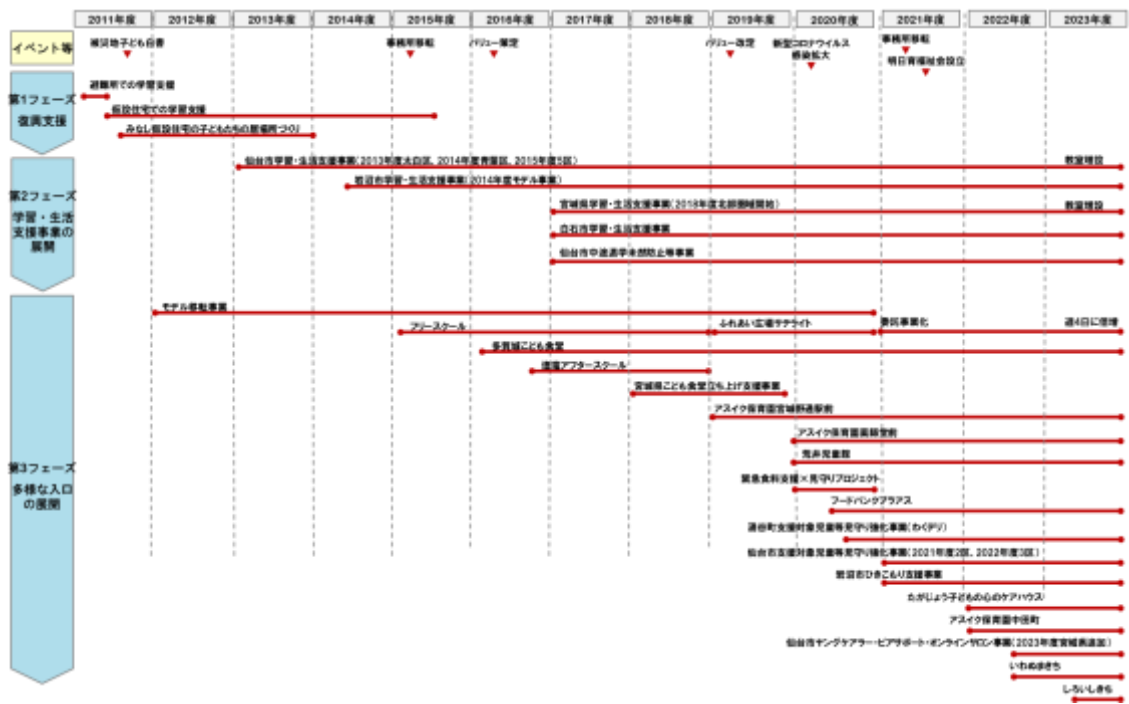 2011年度 2012年度 2013年度 2014年度 2015年度 2016年度 2017年度 2018年度 2019年度 2020年度 2021年度 2022年度 2023年度
イベント等
被災地子ども白書
事務所移転
バリュー策定
バリュー改定
新型コロナウイルス
感染拡大
事務所移転
明日育福祉会設立
第1フェーズ
復興支援
避難所での学習支援
仮設住宅での学習支援
みなし仮設住宅の子どもたちの居場所づくり
第2フェーズ
学習・生活
支援事業の
展開
仙台市学習・生活支援事業(2013年度太白区、2014年度青葉区、2015年度5区)
教室増設
岩沼市学習・生活支援事業(2014年度モデル事業)
宮城県学習・生活支援事業(2018年度北部圏域開始)
教室増設
白石市学習・生活支援事業
仙台市中途退学未然防止等事業
第3フェーズ
多様な入口
の展開
モデル移転事業
フリースクール
ふれあい広場サテライト
委託事業化
週4日に倍増
多賀城こども食堂
塩竈アフタースクール
宮城県こども食堂立ち上げ支援事業
アスイク保育園宮城野通駅前
アスイク保育園薬師堂前
荒井児童館
緊急食料支援×見守りプロジェクト
フードバンクプラアス
涌谷町支援対象児童等見守り強化事業(わくデリ)
仙台市支援対象児童等見守り強化事業(2021年度2区、2022年度3区)
岩沼市ひきこもり支援事業
たがじょう子どもの心のケアハウス
アスイク保育園中田町
仙台市ヤングケアラー・ピアサポート・オンラインサロン事業(2023年度宮城県追加)
いわぬまきち
しろいしきち